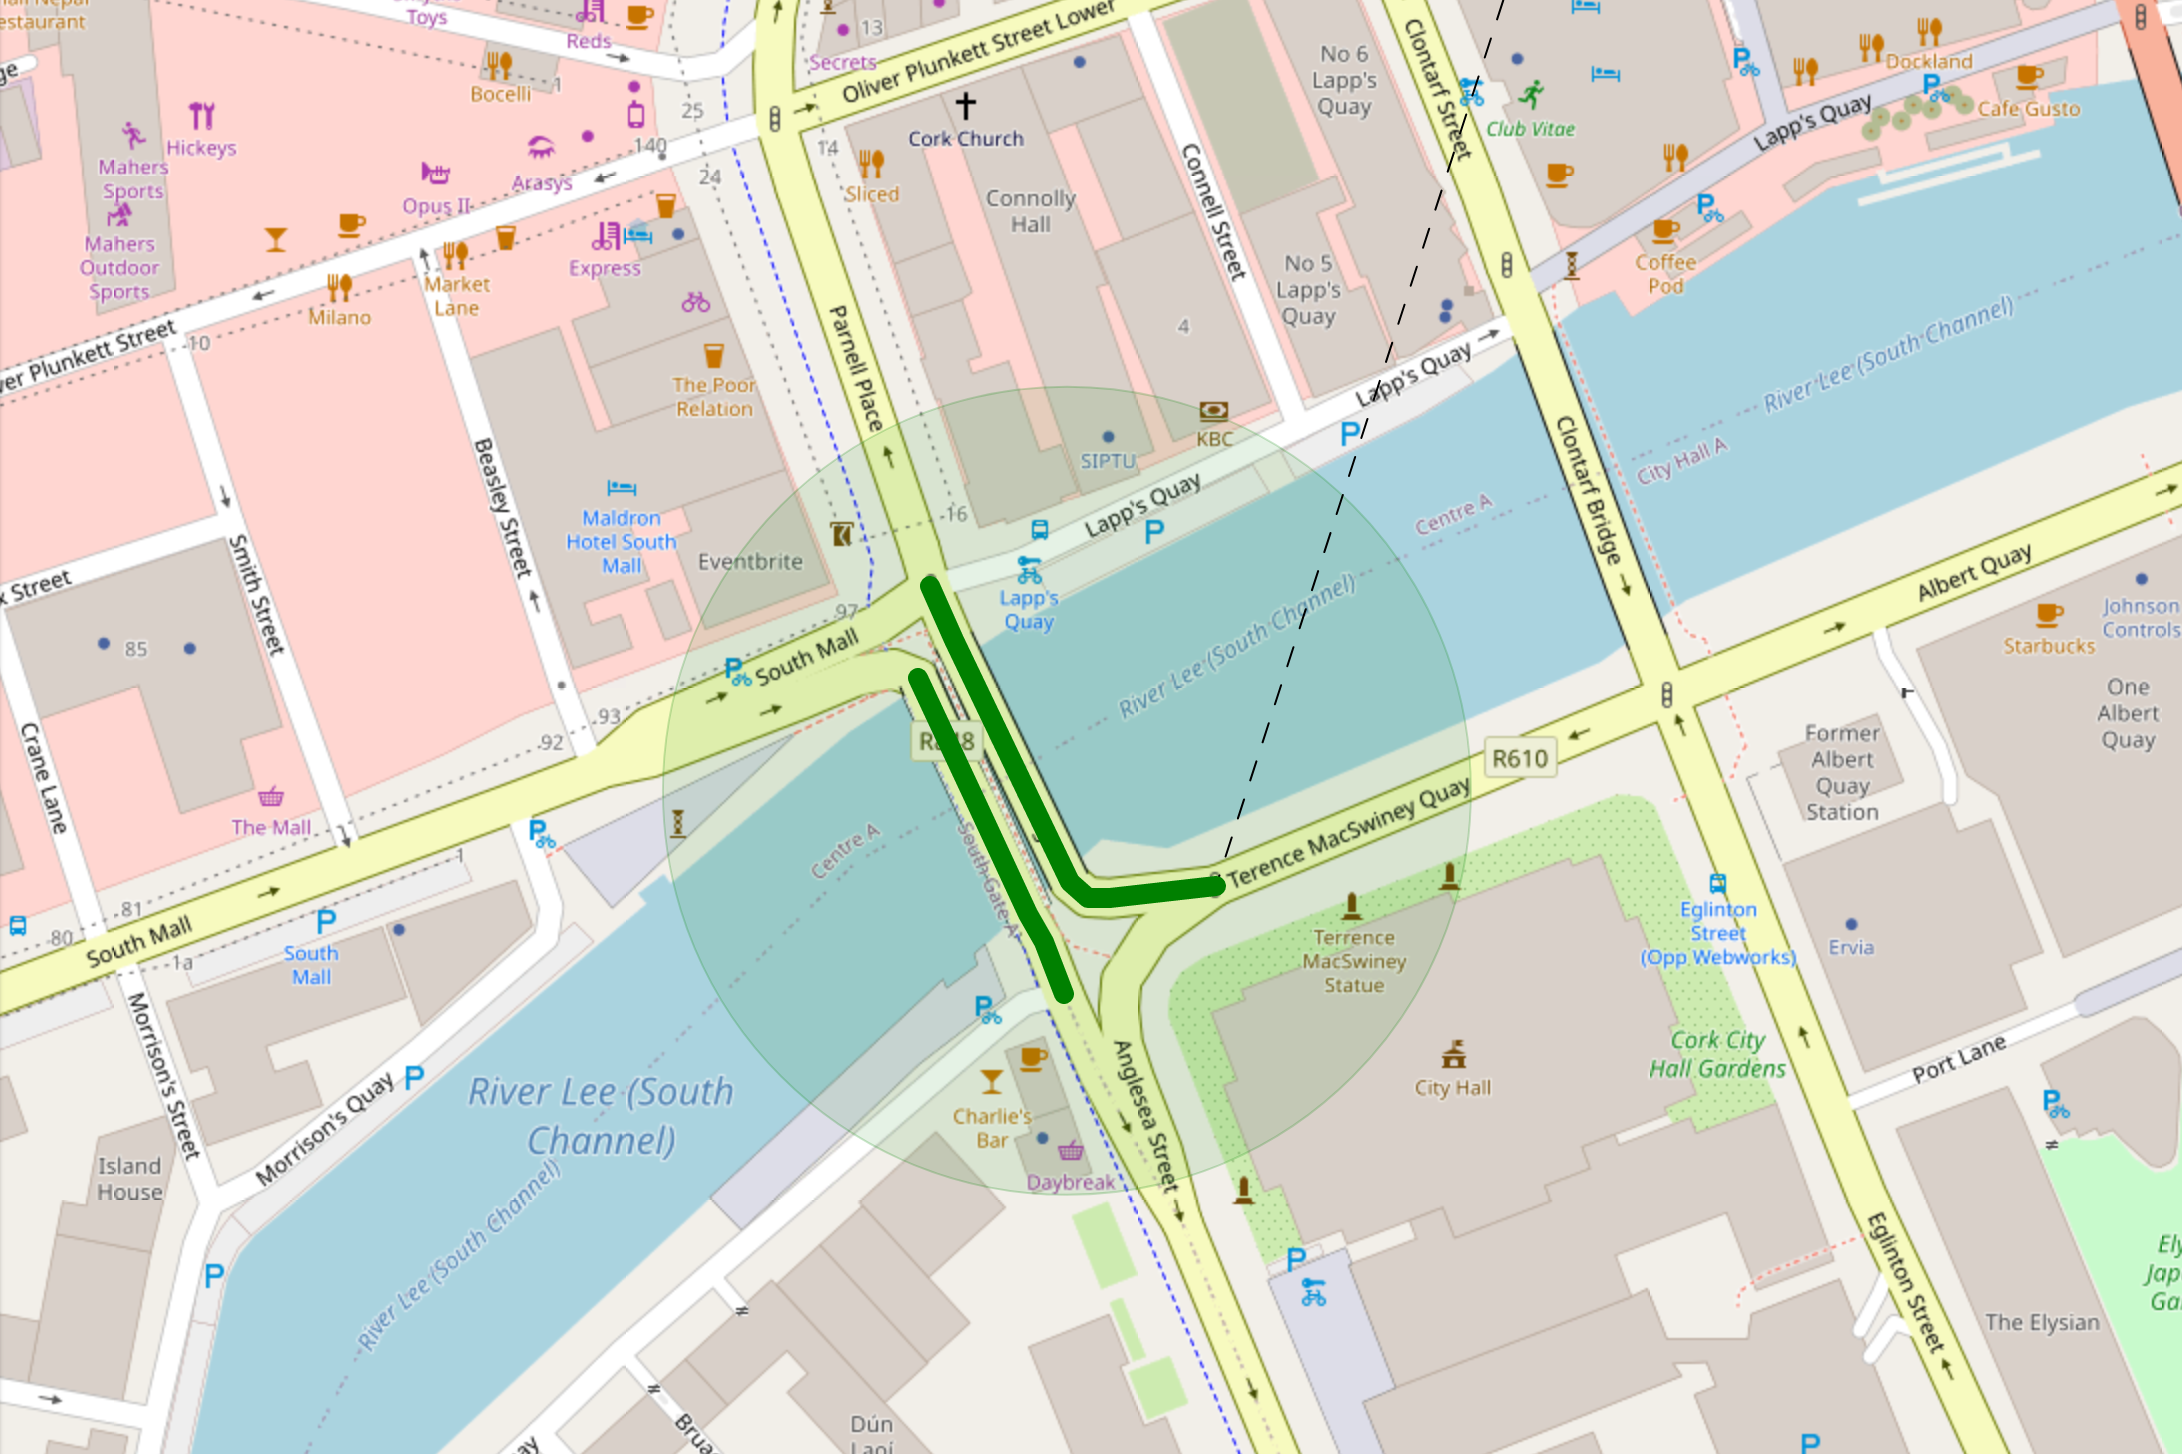 Toys
Reds
13
Secrets
Oliver Plunkett Street Lower
Clontarf Street
No 6
Lapp's
Quay
Dockland
Cafe Gusto
Lapp's Quay
Club Vitae
Bocelli
1
25
Hickeys
Mahers
Sports
Mahers
Outdoor
Sports
Opus II
Arasys
140
24
14
Sliced
Cork Church
Connolly
Hall
Connell Street
No 5
Lapp's
Quay
Coffee
Pod
Express
Market
Lane
Milano
10
4
Parnell Place
The Poor
Relation
River Lee (South Channel)
Lapp's Quay
KBC
SIPTU
P
City Hall A
Centre A
Clontarf Bridge
Beasley Street
Maldron
Hotel South
Mall
Eventbrite
16
Lapp's Quay
P
Lapp's
Quay
97
South Mall
Smith Street
85
Albert Quay
Johnson
Controls
Starbucks
One
Albert
Quay
River Lee (South Channel)
93
92
R610
Former
Albert
Quay
Station
Crane Lane
The Mall
Terence MacSwiney Quay
Centre A
South Gate A
1
81
80
1a
South Mall
P
South
Mall
Terrence
MacSwiney
Statue
Eglinton
Street
(Opp Webworks)
Ervia
Morrison's Street
Morrison's Quay
P
River Lee (South
Channel)
Charlie's
Bar
Daybreak
Anglesea Street
City Hall
Cork City
Hall Gardens
Port Lane
Island
House
River Lee (South Channel)
P
P
Eglinton Street
The Elysian
Dún
P